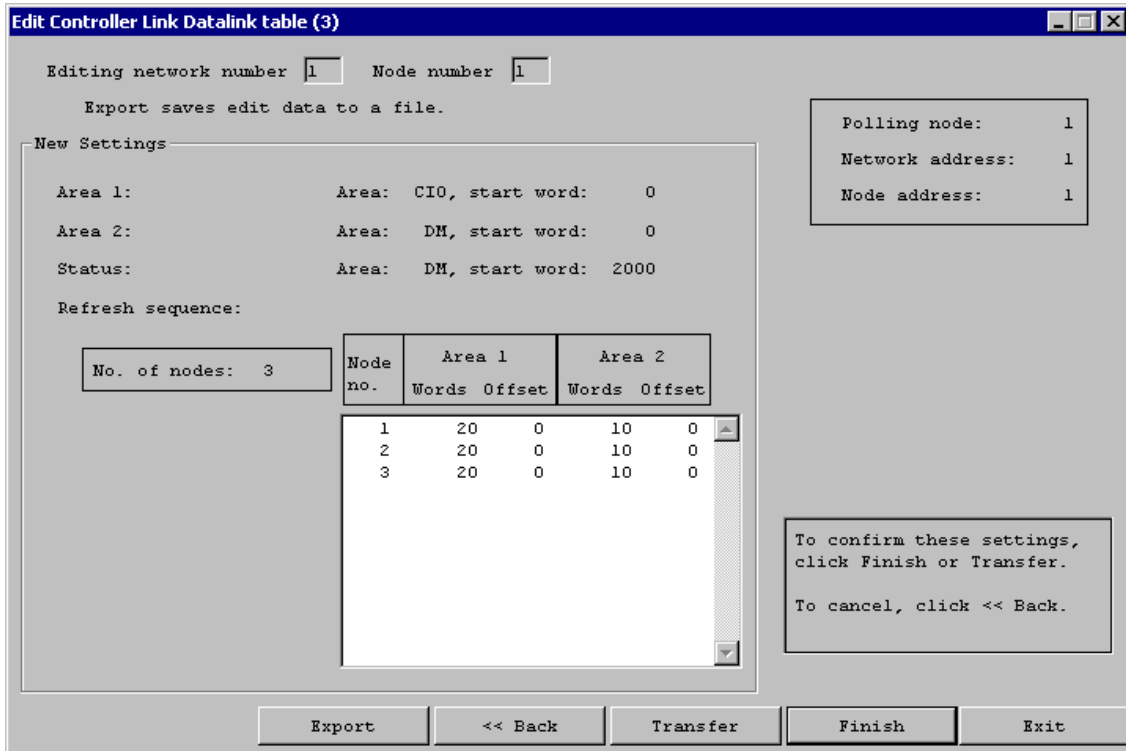 Edit Controller Link Datalink table (3)
Editing network number 1 Node number 1
Export saves edit data to a file.
Polling node: 1
Network address: 1
Node address: 1
New Settings
Area 1: Area: CIO, start word: 0
Area 2: Area: DM, start word: 0
Status: Area: DM, start word: 2000
Refresh sequence:
No. of nodes: 3
Node no.
Area 1 Area 2
Words Offset Words Offset
1 20 0 10 0
2 20 0 10 0
3 20 0 10 0
To confirm these settings,
click Finish or Transfer.
To cancel, click << Back.
Export << Back Transfer Finish Exit